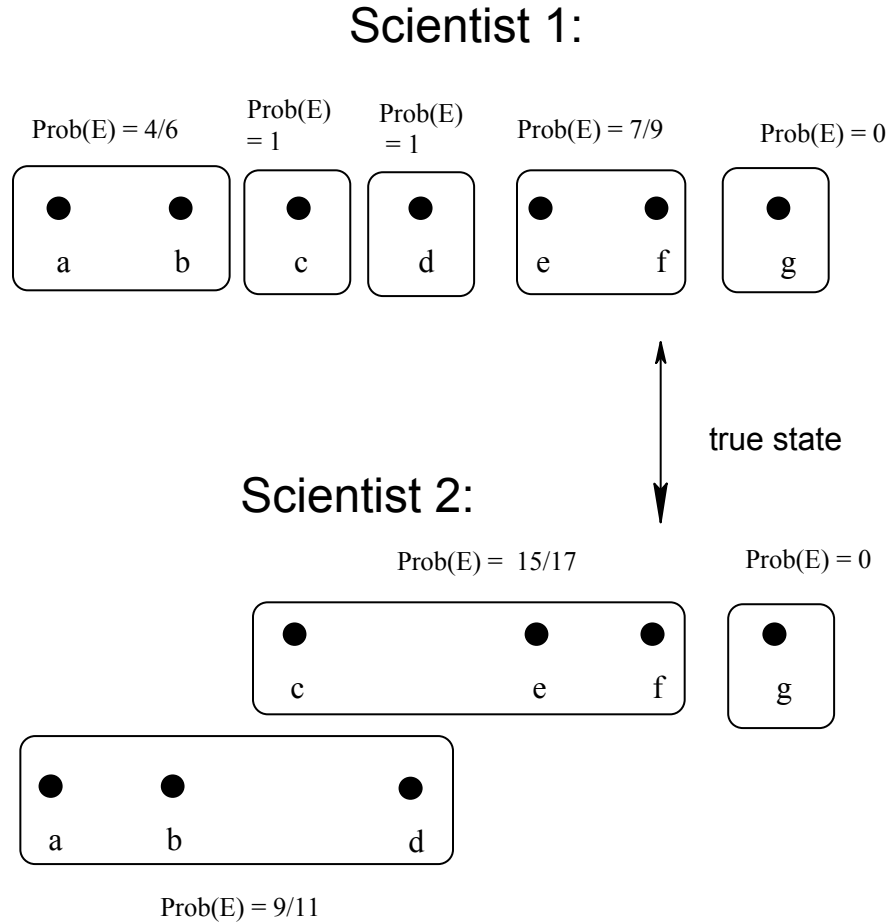 Scientist 1:
Prob(E) = 4/6
Prob(E)
= 1
Prob(E)
= 1
Prob(E) = 7/9
Prob(E) = 0
a b c d e f g
true state
Scientist 2:
Prob(E) = 15/17
Prob(E) = 0
c e f g
a b d
Prob(E) = 9/11